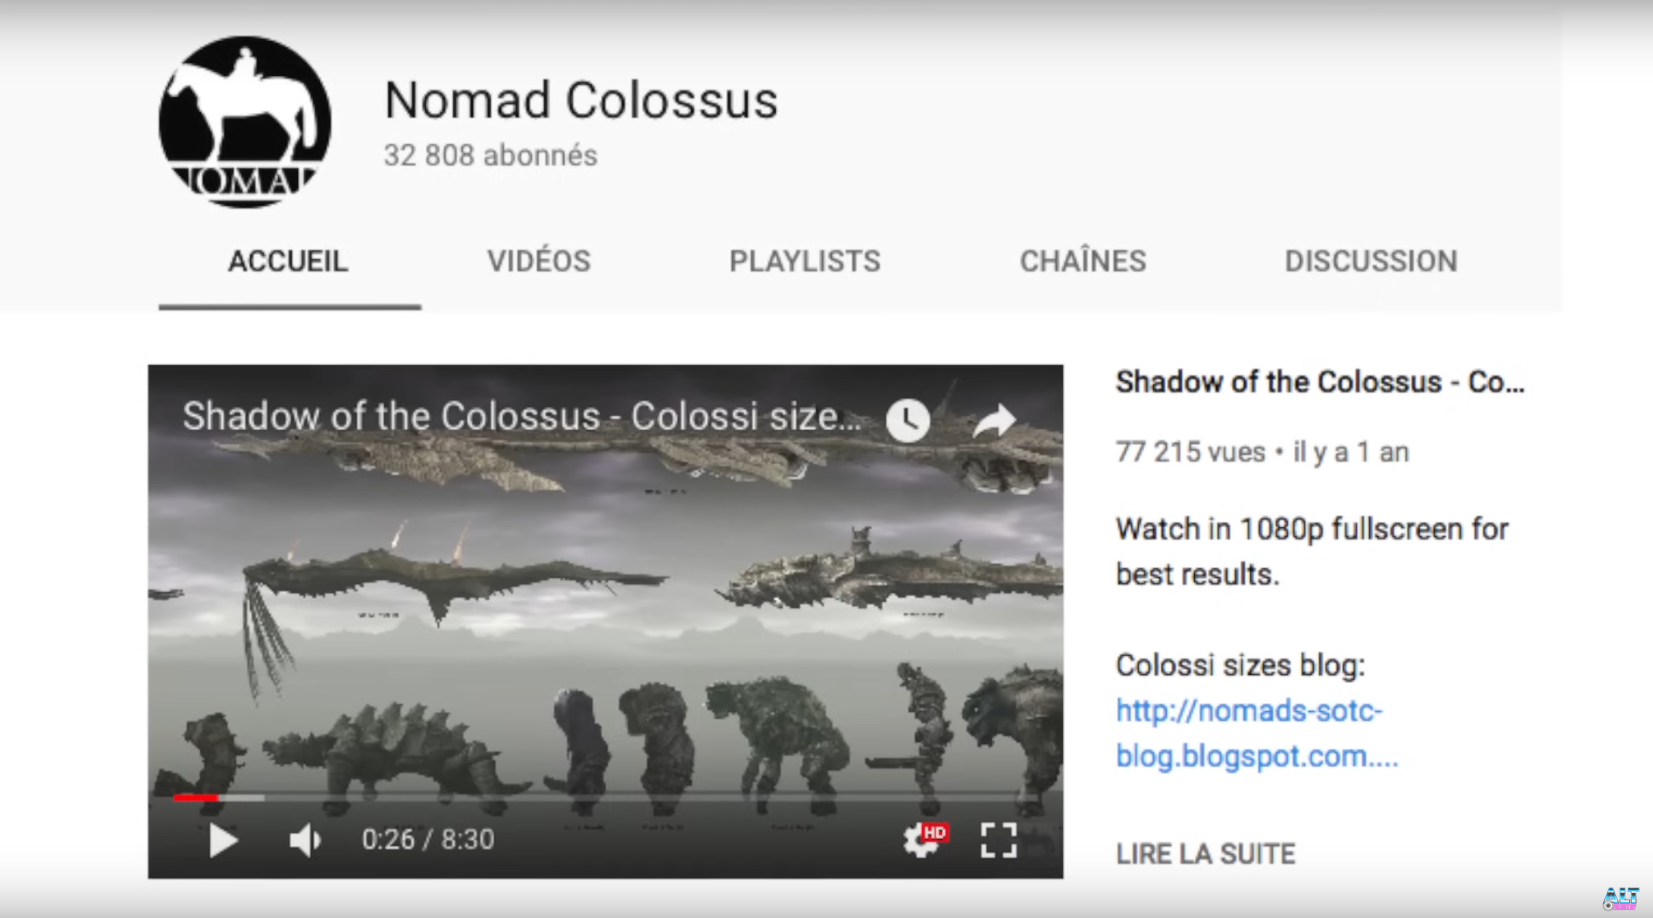 Nomad Colossus
32 808 abonnés
NOMAD
ACCUEIL
VIDÉOS
PLAYLISTS
CHAÎNES
DISCUSSION
Shadow of the Colossus - Colossi size...
0:26 / 8:30
HD
Shadow of the Colossus - Co...
77 215 vues • il y a 1 an
Watch in 1080p fullscreen for
best results.
Colossi sizes blog:
http://nomads-sotc-
blog.blogspot.com....
LIRE LA SUITE
ALT